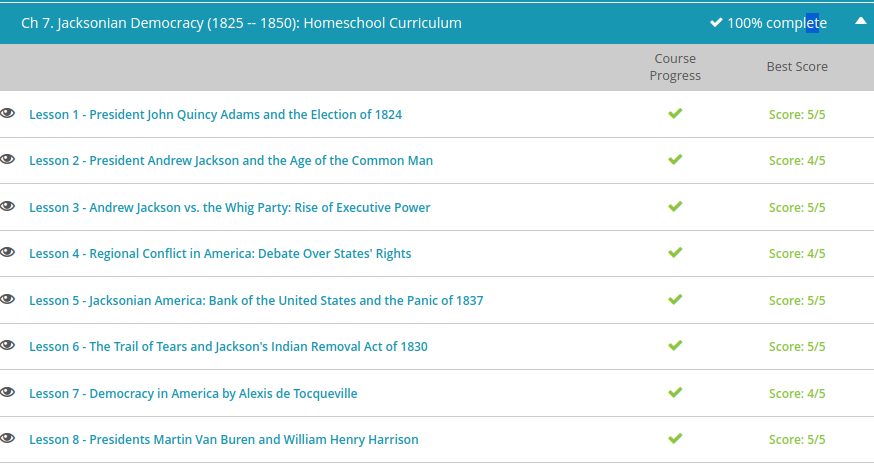 Ch 7. Jacksonian Democracy (1825 -- 1850): Homeschool Curriculum 100% complete
Course Progress Best Score
Lesson 1 - President John Quincy Adams and the Election of 1824 Score: 5/5
Lesson 2 - President Andrew Jackson and the Age of the Common Man Score: 4/5
Lesson 3 - Andrew Jackson vs. the Whig Party: Rise of Executive Power Score: 5/5
Lesson 4 - Regional Conflict in America: Debate Over States' Rights Score: 4/5
Lesson 5 - Jacksonian America: Bank of the United States and the Panic of 1837 Score: 5/5
Lesson 6 - The Trail of Tears and Jackson's Indian Removal Act of 1830 Score: 5/5
Lesson 7 - Democracy in America by Alexis de Tocqueville Score: 4/5
Lesson 8 - Presidents Martin Van Buren and William Henry Harrison Score: 5/5